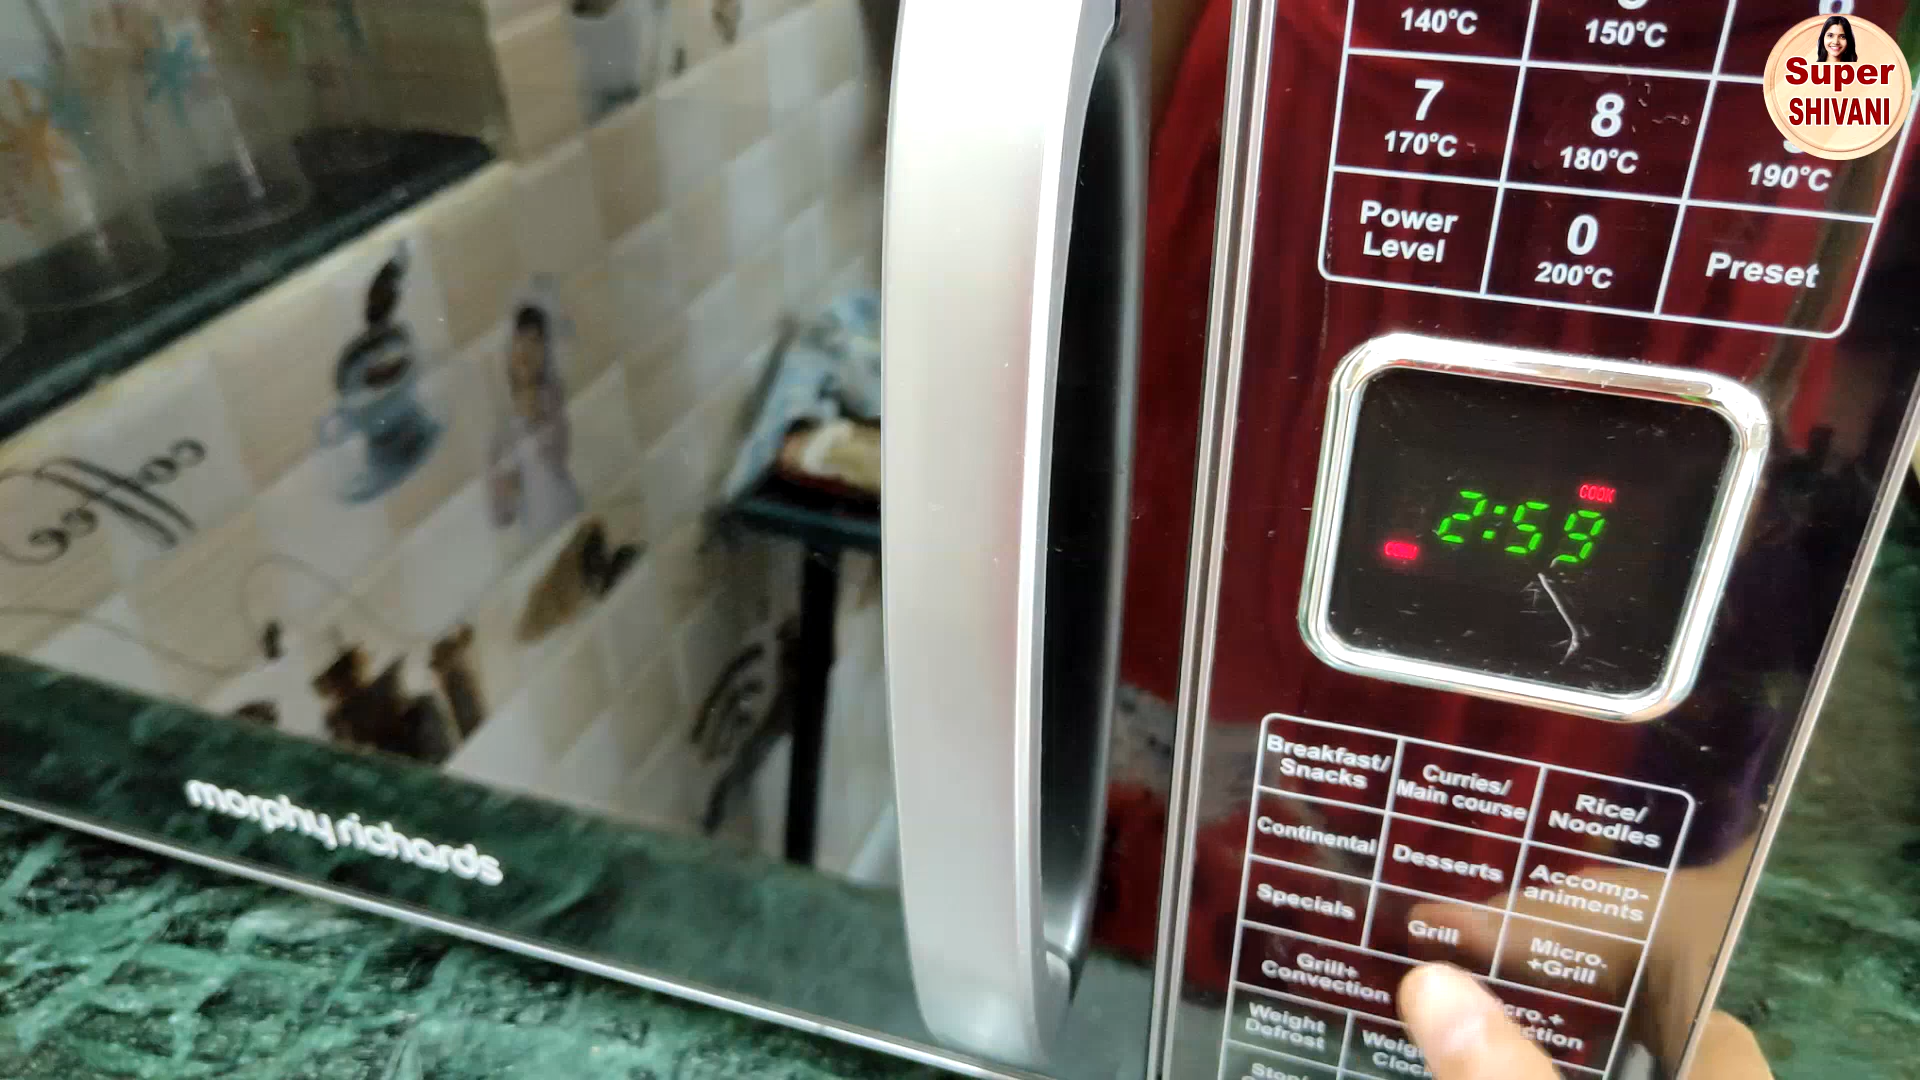 140°C
150°C
6
Super
SHIVANI
7
170°C
8
180°C
190°C
Power
Level
0
200°C
Preset
COOK
2:59
coffee
Breakfast/
Snacks
Curries/
Main course
Rice/
Noodles
Continental
Desserts
Accomp-
animents
Specials
Grill
Micro.
+Grill
Grill+
Convection
Weight
Defrost
morphy richards